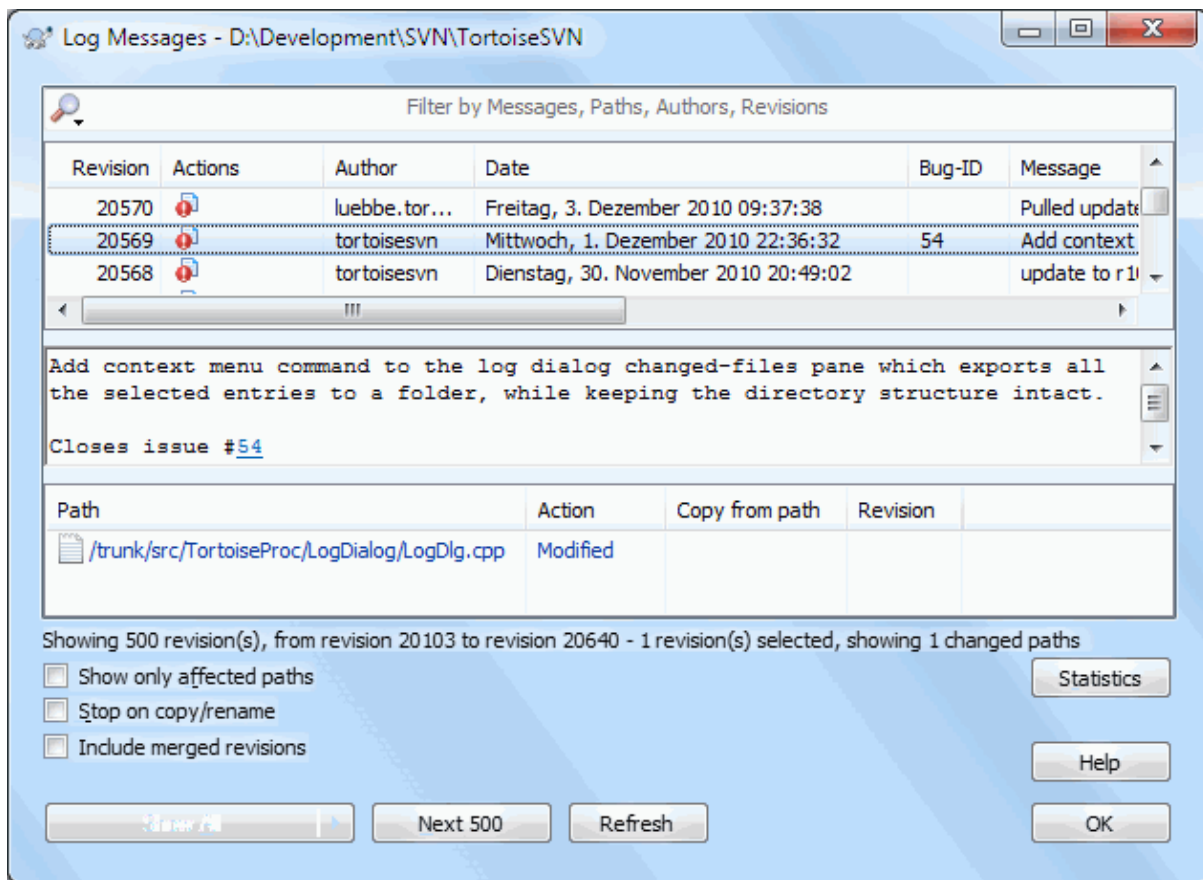 Log Messages - D:\Development\SVN\TortoiseSVN
Filter by Messages, Paths, Authors, Revisions
Revision Actions Author Date Bug-ID Message
20570 luebbe.tor... Freitag, 3. Dezember 2010 09:37:38 Pulled update
20569 tortoisesvn Mittwoch, 1. Dezember 2010 22:36:32 54 Add context
20568 tortoisesvn Dienstag, 30. November 2010 20:49:02 update to
Add context menu command to the log dialog changed-files pane which exports all
the selected entries to a folder, while keeping the directory structure intact.
Closes issue #54
Path Action Copy from path Revision
/trunk/src/TortoiseProc/LogDialog/LogDlg.cpp Modified
Showing 500 revision(s), from revision 20103 to revision 20640 - 1 revision(s) selected, showing 1 changed paths
Show only affected paths
Statistics
Stop on copy/rename
Include merged revisions
Help
Next 500 Refresh OK